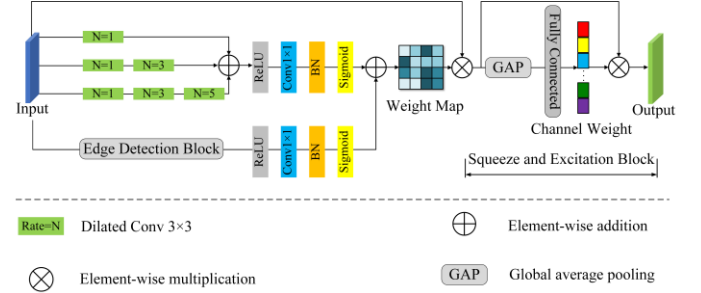 N=1
N=1
N=3
N=1
N=3
N=5
Input
ReLU
Conv1×1
BN
Sigmoid
Weight Map
GAP
Fully Connected
Channel Weight
Output
Edge Detection Block
ReLU
Conv1×1
BN
Sigmoid
Squeeze and Excitation Block
Rate=N
Dilated Conv 3×3
Element-wise addition
Element-wise multiplication
GAP
Global average pooling